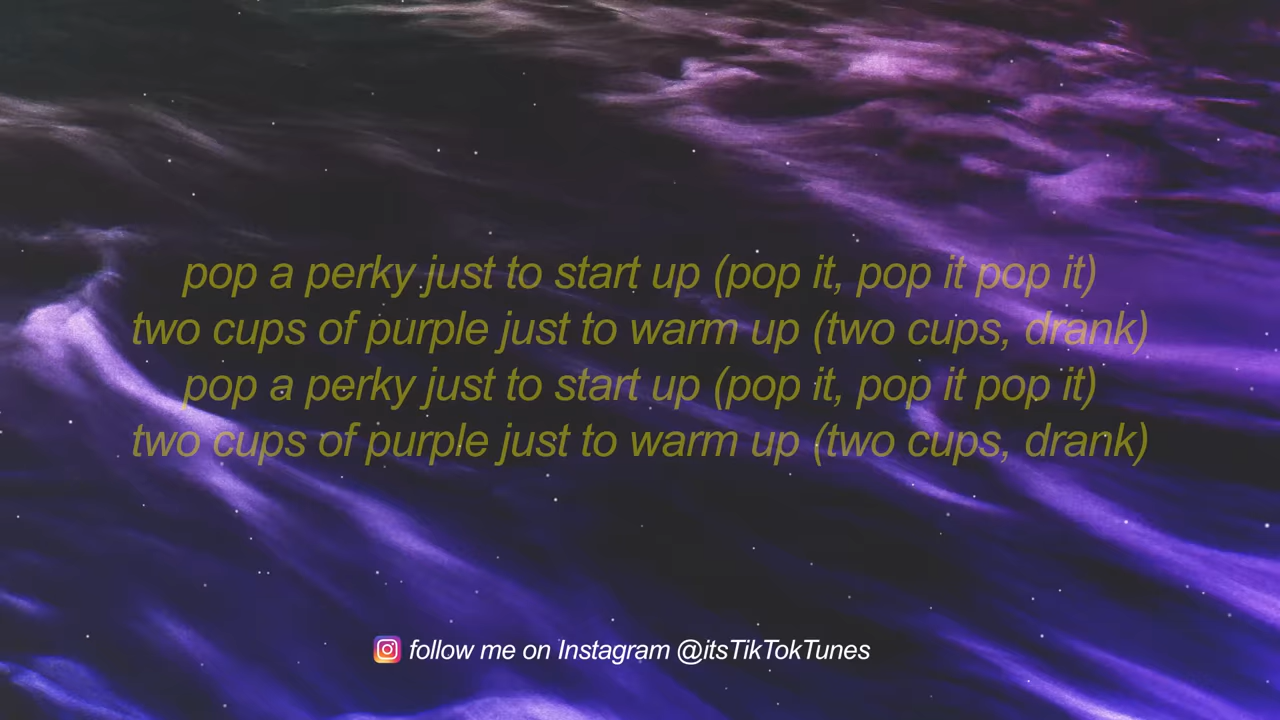 pop a perky just to start up (pop it, pop it pop it)
two cups of purple just to warm up (two cups, drank)
pop a perky just to start up (pop it, pop it pop it)
two cups of purple just to warm up (two cups, drank)
follow me on Instagram @itsTikTokTunes